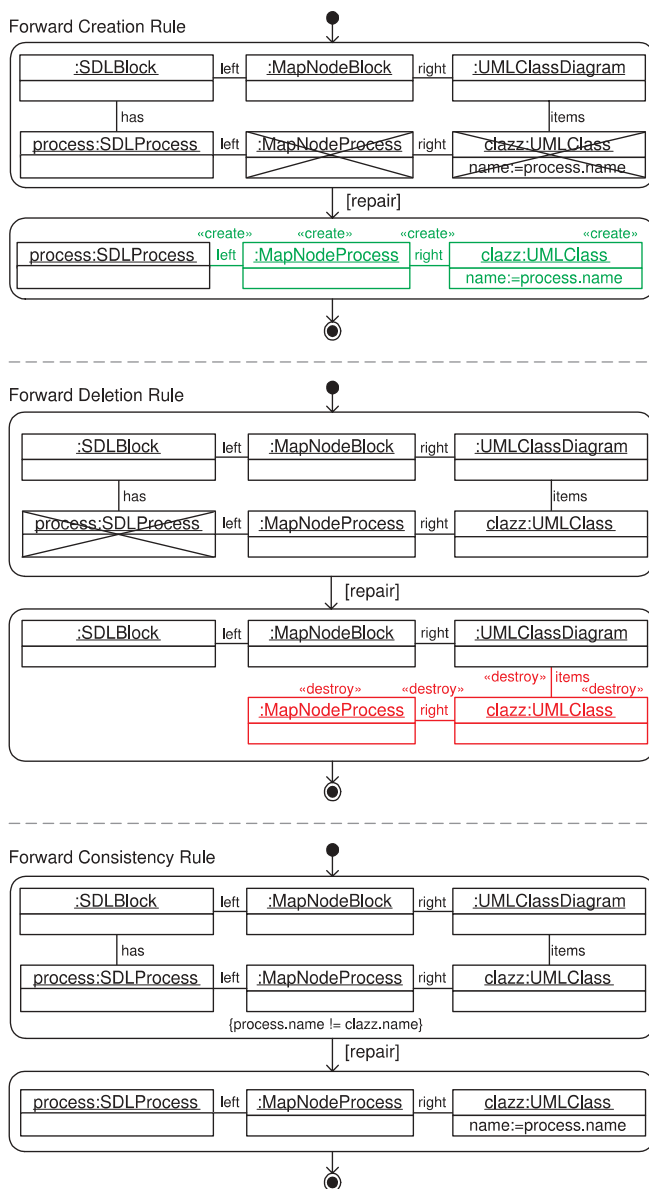 Forward Creation Rule
:SDLBlock left :MapNodeBlock right :UMLClassDiagram
has items
process:SDLProcess left :MapNodeProcess right clazz:UMLClass
name:=process.name
[repair]
«create» «create» «create» «create»
process:SDLProcess left :MapNodeProcess right clazz:UMLClass
name:=process.name
Forward Deletion Rule
:SDLBlock left :MapNodeBlock right :UMLClassDiagram
has items
process:SDLProcess left :MapNodeProcess right clazz:UMLClass
[repair]
:SDLBlock left :MapNodeBlock right :UMLClassDiagram
«destroy» items
«destroy» «destroy» «destroy»
:MapNodeProcess right clazz:UMLClass
Forward Consistency Rule
:SDLBlock left :MapNodeBlock right :UMLClassDiagram
has items
process:SDLProcess left :MapNodeProcess right clazz:UMLClass
{process.name != clazz.name}
[repair]
process:SDLProcess left :MapNodeProcess right clazz:UMLClass
name:=process.name